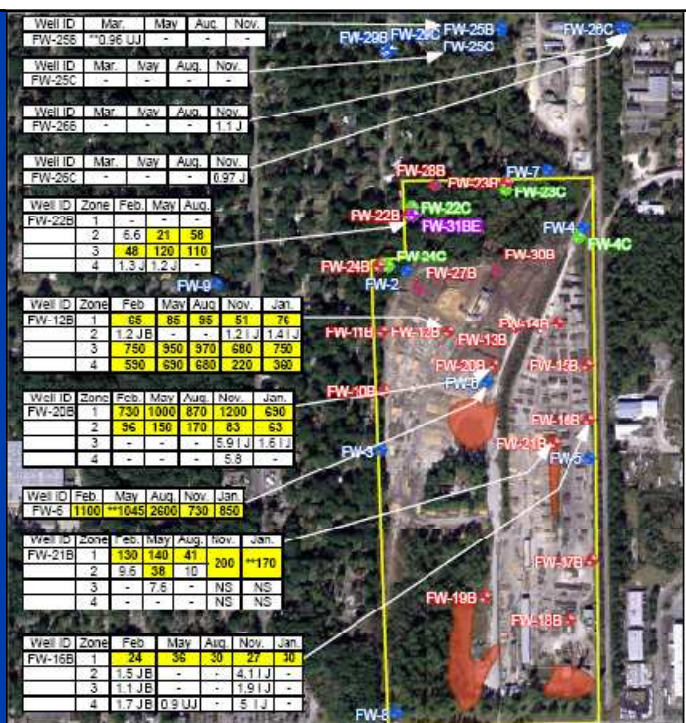 Well ID Mar. May Aug. Nov.
FW-25B **0.96 UJ - - -
Well ID Mar. May Aug. Nov.
FW-25C - - - -
Well ID Mar. May Aug. Nov.
FW-26B - - - 1.1 J
Well ID Mar. May Aug. Nov.
FW-26C - - - 0.97 J
Well ID Zone Feb. May Aug.
FW-22B 1 - - -
2 6.6 21 58
3 48 120 110
4 1.3 J 1.2 J -
Well ID Zone Feb May Aug Nov. Jan.
FW-12B 1 65 85 95 51 76
2 1.2 JB - - 1.2 I J 1.4 I J
3 750 950 970 680 750
4 590 690 680 220 360
Well ID Zone Feb. May Aug. Nov. Jan.
FW-20B 1 730 1000 870 1200 690
2 96 150 170 83 63
3 - - - 5.9 I J 1.6 I J
4 - - - 5.8 -
Well ID Feb. May Aug. Nov. Jan.
FW-6 1100 **1045 2600 730 850
Well ID Zone Feb. May Aug. Nov. Jan.
FW-21B 1 130 140 41 200 **170
2 9.6 38 10
3 - 7.6 - NS NS
4 - - - NS NS
Well ID Zone Feb May Aug Nov. Jan.
FW-16B 1 24 36 30 27 30
2 1.5 JB - - 4.1 I J -
3 1.1 JB - - 1.9 I J -
4 1.7 JB 0.9 UJ - 5 I J -
FW-25B
FW-26C
FW-29B
FW-29C
FW-25C
FW-7
FW-28B
FW-23B
FW-23C
FW-22C
FW-22B
FW-31BE
FW-4
FW-4C
FW-24B
FW-24C
FW-2
FW-30B
FW-9
FW-27B
FW-11B
FW-12B
FW-14B
FW-13B
FW-20B
FW-15B
FW-10B
FW-6
FW-16B
FW-21B
FW-3
FW-5
FW-17B
FW-19B
FW-18B
FW-8